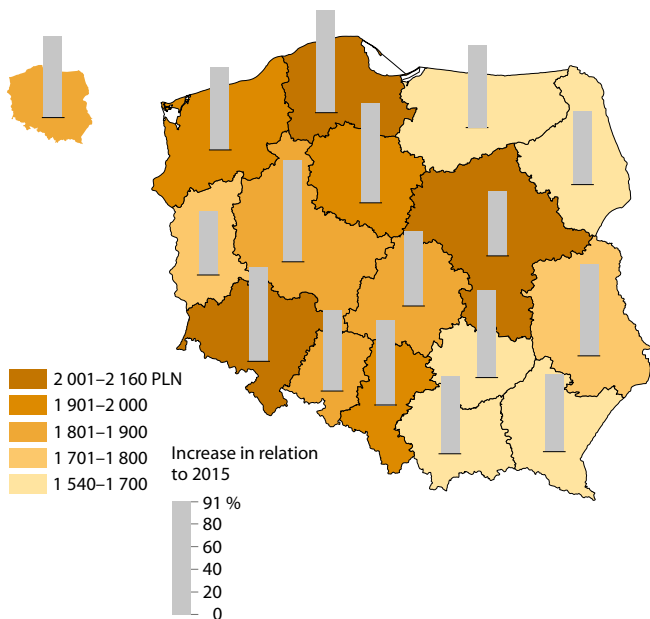 2 001–2 160 PLN
1 901–2 000
1 801–1 900
1 701–1 800
1 540–1 700
Increase in relation
to 2015
91 %
80
60
40
20
0